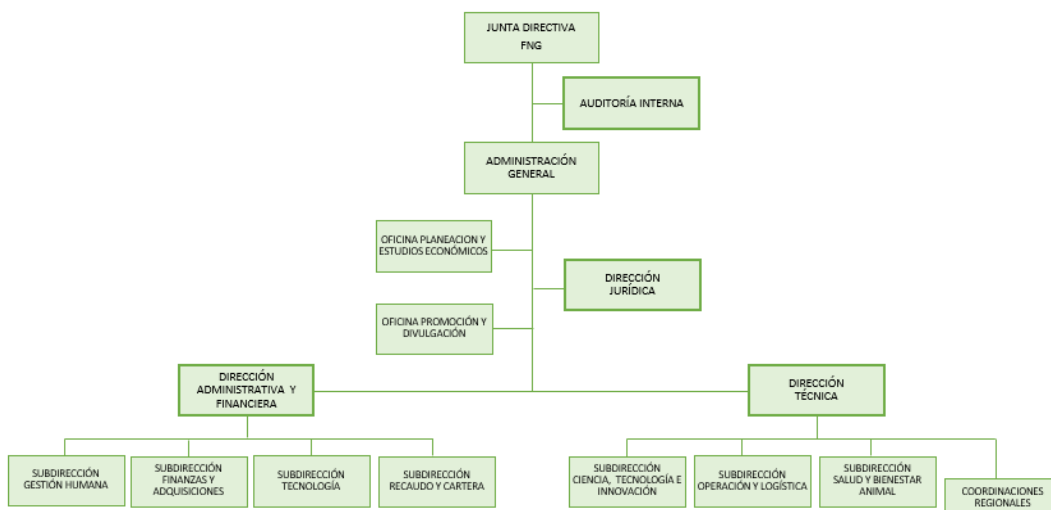 JUNTA DIRECTIVA
FNG
AUDITORÍA INTERNA
ADMINISTRACIÓN
GENERAL
OFICINA PLANEACION Y
ESTUDIOS ECONÓMICOS
DIRECCIÓN
JURÍDICA
OFICINA PROMOCIÓN Y
DIVULGACIÓN
DIRECCIÓN
ADMINISTRATIVA Y
FINANCIERA
DIRECCIÓN
TÉCNICA
SUBDIRECCIÓN
GESTIÓN HUMANA
SUBDIRECCIÓN
FINANZAS Y
ADQUISICIONES
SUBDIRECCIÓN
TECNOLOGÍA
SUBDIRECCIÓN
RECAUDO Y CARTERA
SUBDIRECCIÓN
CIENCIA, TECNOLOGÍA E
INNOVACIÓN
SUBDIRECCIÓN
OPERACIÓN Y LOGÍSTICA
SUBDIRECCIÓN
SALUD Y BIENESTAR
ANIMAL
COORDINACIONES
REGIONALES